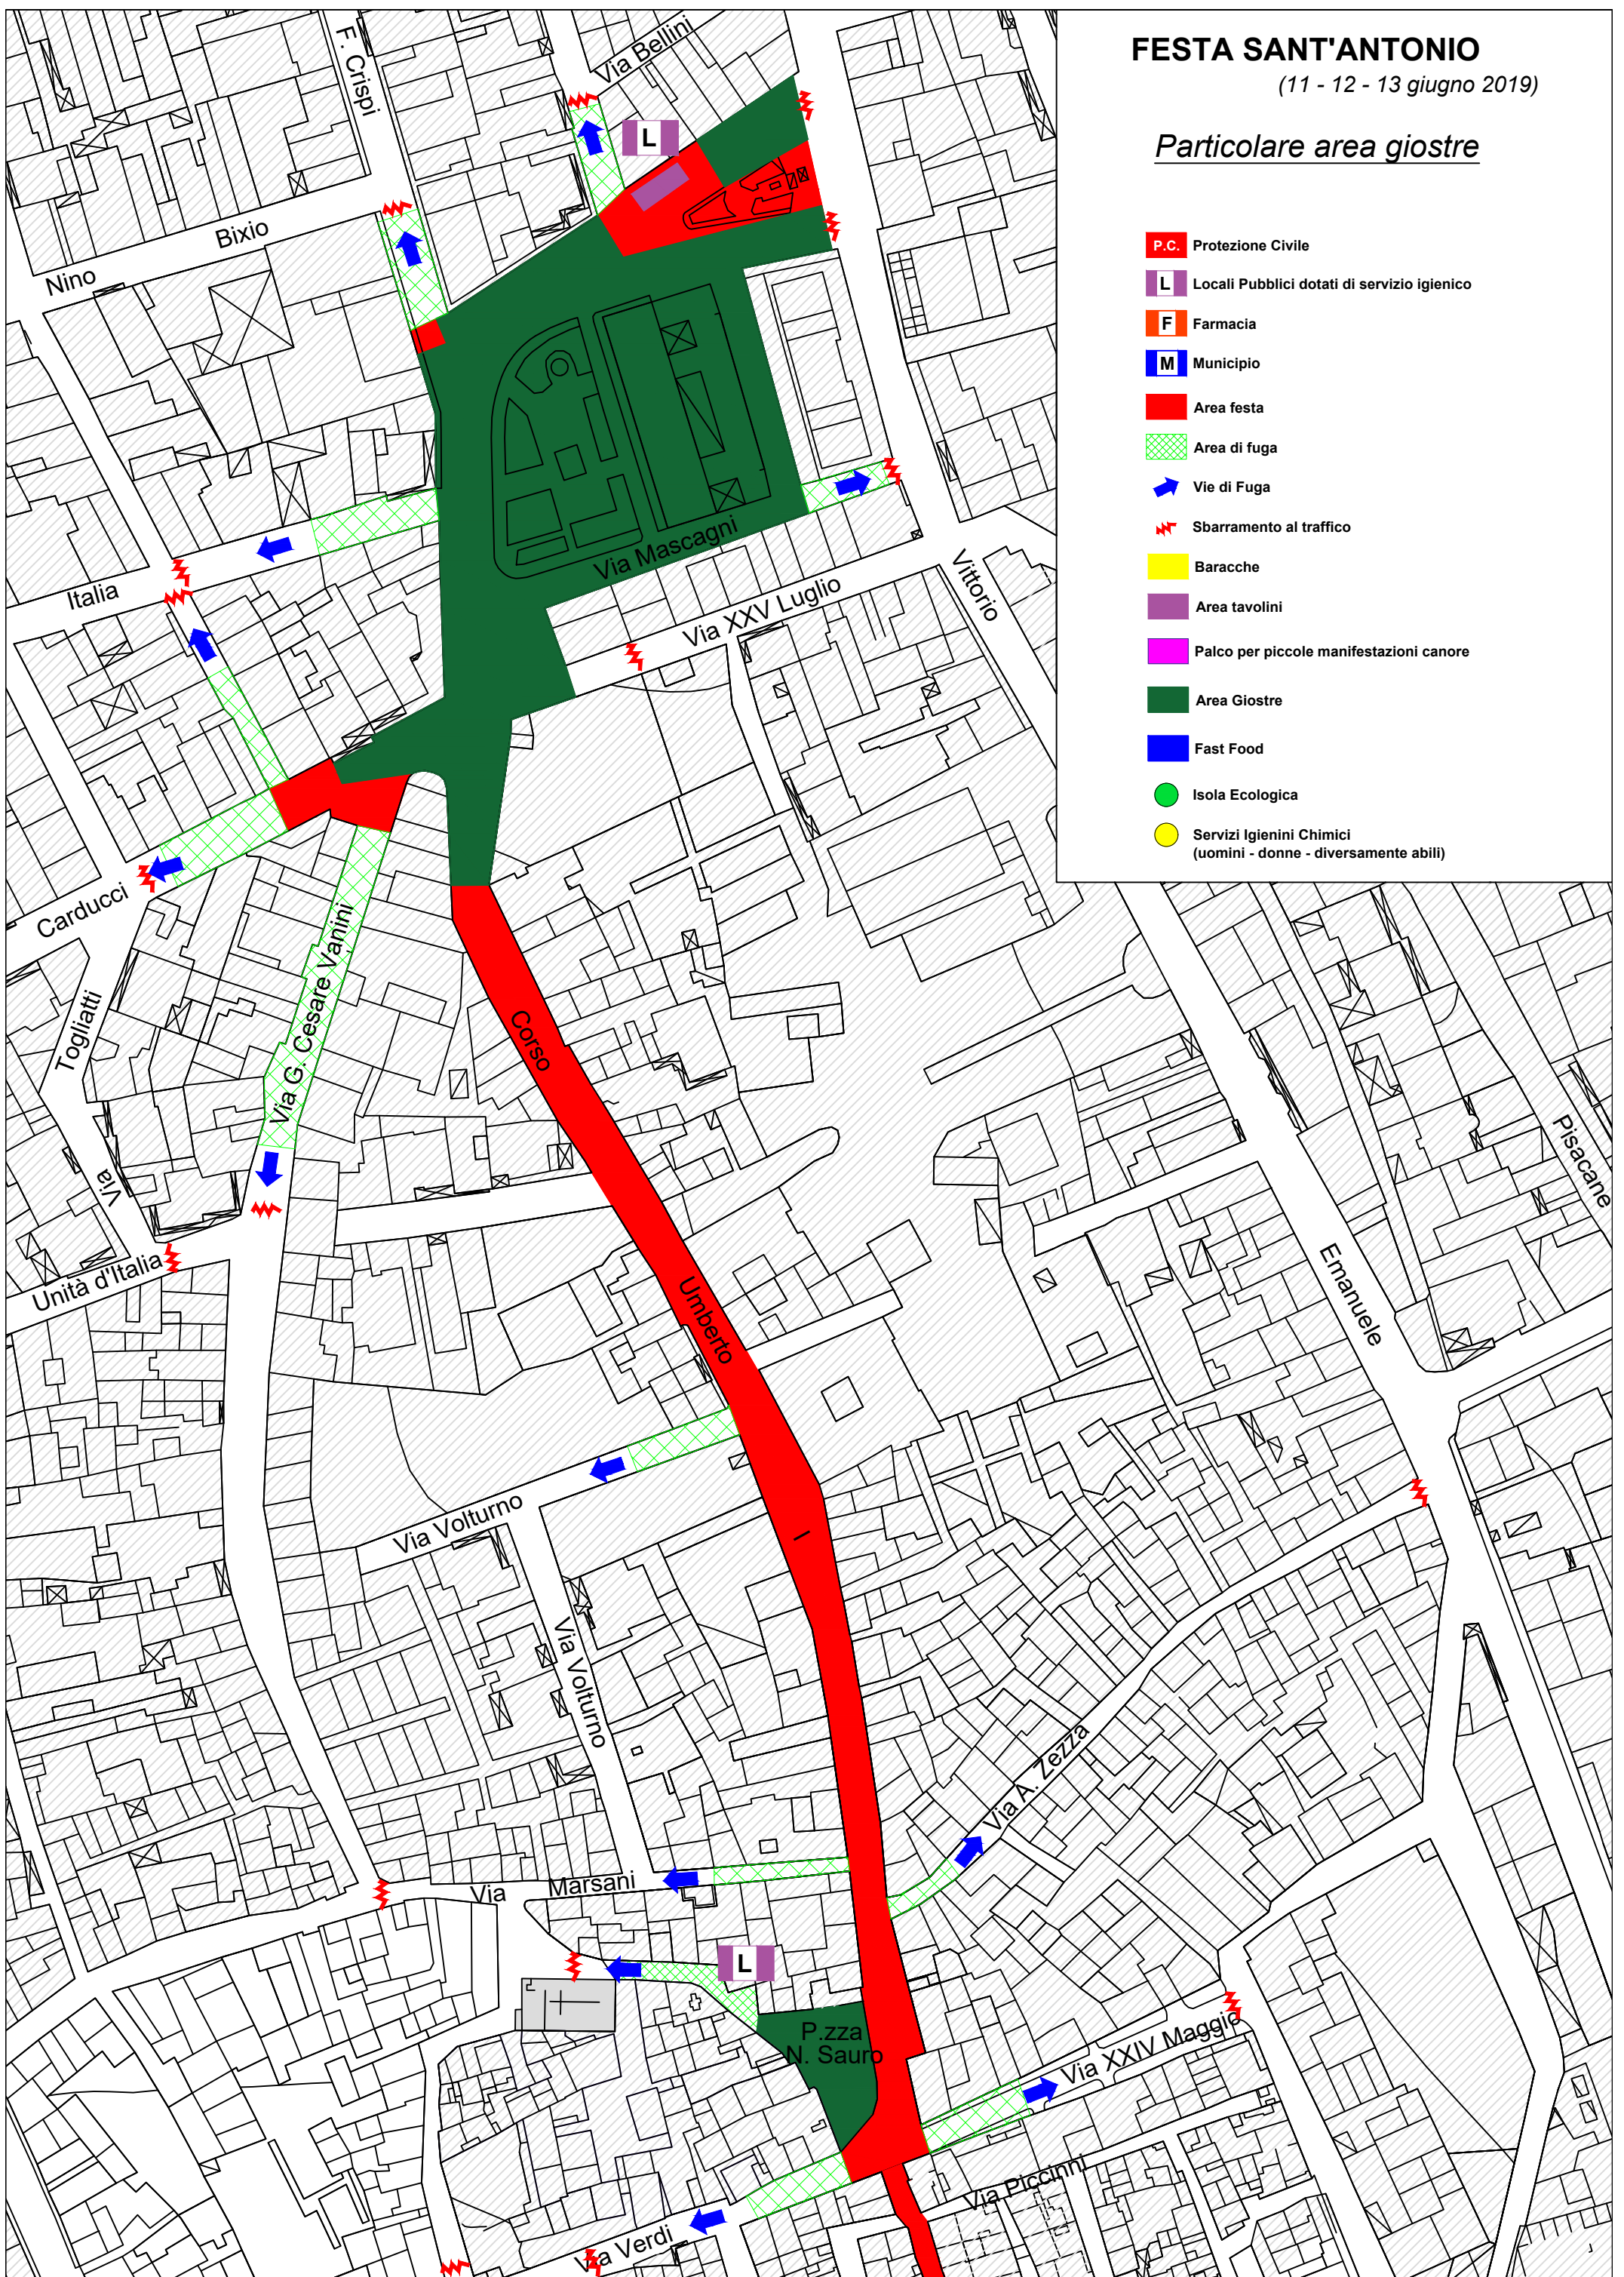 FESTA SANT'ANTONIO
(11 - 12 - 13 giugno 2019)
Particolare area giostre
P.C. Protezione Civile
L Locali Pubblici dotati di servizio igienico
F Farmacia
M Municipio
Area festa
Area di fuga
Vie di Fuga
Sbarramento al traffico
Baracche
Area tavolini
Palco per piccole manifestazioni canore
Area Giostre
Fast Food
Isola Ecologica
Servizi Igienini Chimici
(uomini - donne - diversamente abili)
F. Crispi
Via Bellini
L
Nino
Bixio
Via Mascagni
Italia
Via XXV Luglio
Vittorio
Carducci
Via G. Cesare Vanini
Togliatti
Corso
Via
Pisacane
Unità d'Italia
Umberto
Emanuele
I
Via Volturno
Via Volturno
Via A. Zezza
Via
Marsani
L
P.zza
N. Sauro
Via XXIV Maggio
Via Piccinni
Via Verdi